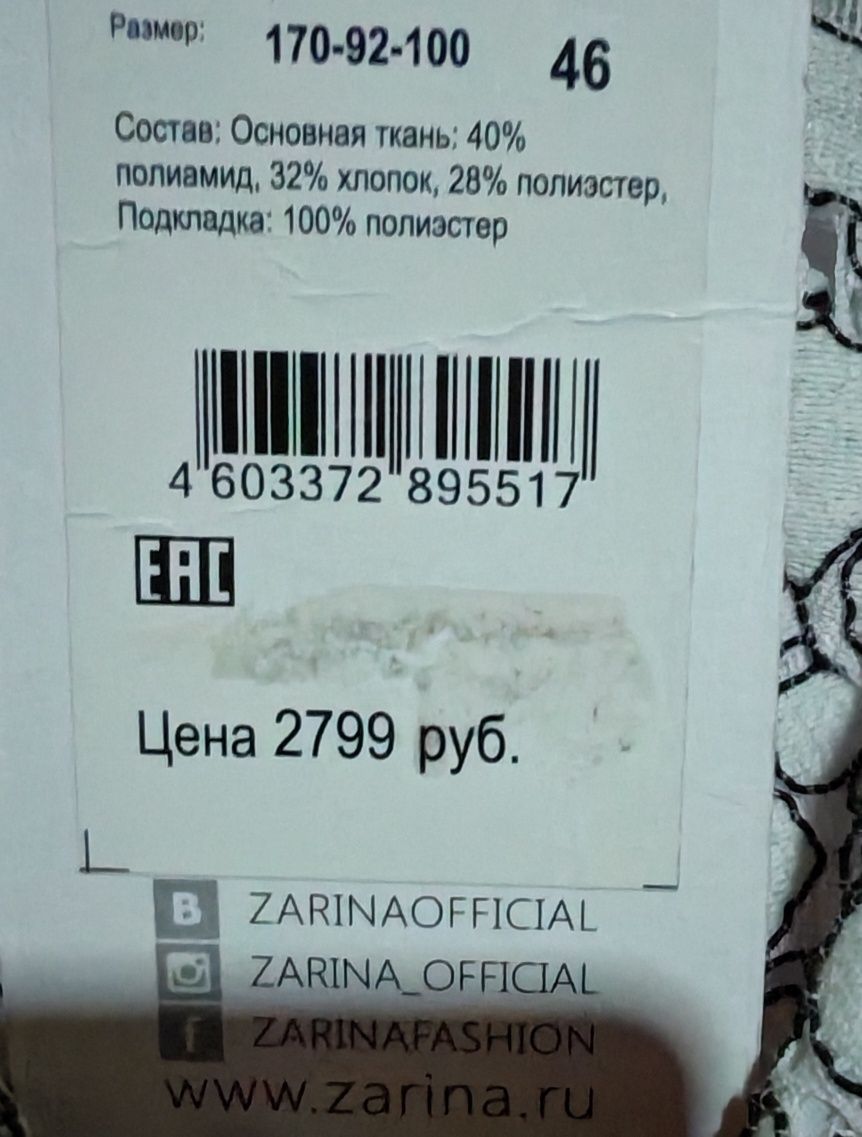 Размер: 170-92-100 46
Состав: Основная ткань: 40%
полиамид, 32% хлопок, 28% полиэстер,
Подкладка: 100% полиэстер
4 603372 895517
EAC
Цена 2799 руб.
B ZARINAOFFICIAL
ZARINA_OFFICIAL
f ZARINAFASHION
www.zarina.ru